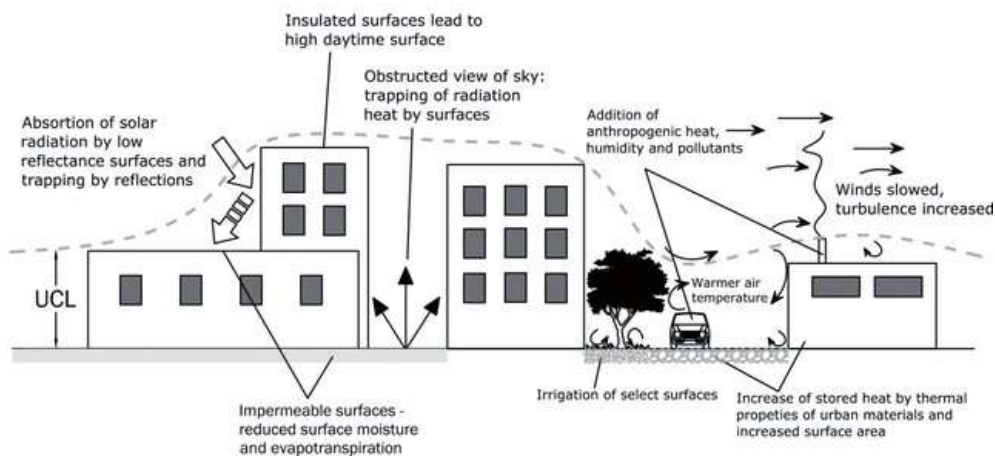 Insulated surfaces lead to
high daytime surface
Obstructed view of sky:
trapping of radiation
heat by surfaces
Absortion of solar
radiation by low
reflectance surfaces and
trapping by reflections
Addition of
anthropogenic heat,
humidity and pollutants
Winds slowed,
turbulence increased
UCL
Warmer air
temperature
Irrigation of select surfaces
Impermeable surfaces -
reduced surface moisture
and evapotranspiration
Increase of stored heat by thermal
propeties of urban materials and
increased surface area